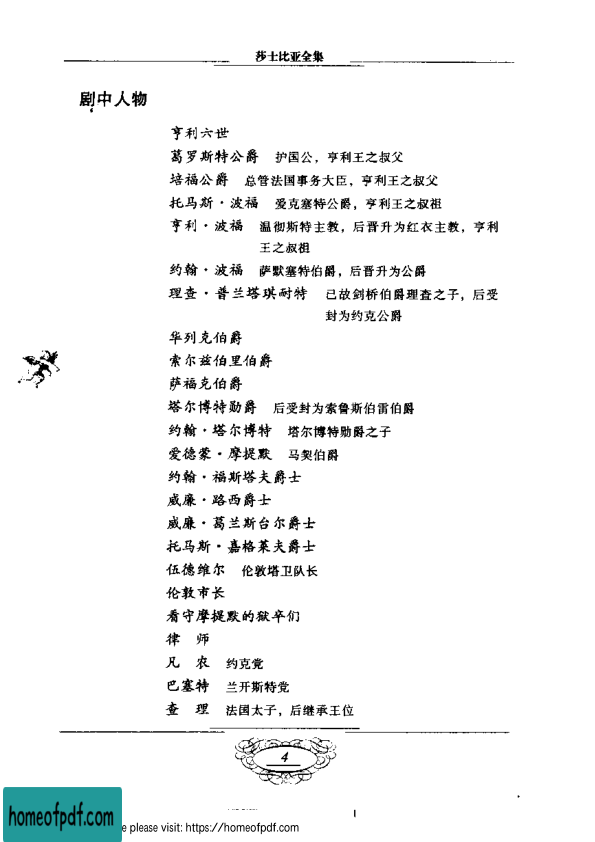 莎士比亚全集
剧中人物
亨利六世
葛罗斯特公爵 护国公，亨利王之叔父
培福公爵 总管法国事务大臣，亨利王之叔父
托马斯·波福 爱克塞特公爵，亨利王之叔祖
亨利·波福 温彻斯特主教，后晋升为红衣主教，亨利
王之叔祖
约翰·波福 萨默塞特伯爵，后晋升为公爵
理查·普兰塔琪耐特 已故剑桥伯爵理查之子，后受
封为约克公爵
华列克伯爵
索尔兹伯里伯爵
萨福克伯爵
塔尔博特勋爵 后受封为索鲁斯伯雷伯爵
约翰·塔尔博特 塔尔博特勋爵之子
爱德蒙·摩提默 马契伯爵
约翰·福斯塔夫爵士
威廉·路西爵士
威廉·葛兰斯台尔爵士
托马斯·嘉格莱夫爵士
伍德维尔 伦敦塔卫队长
伦敦市长
看守摩提默的狱卒们
律 师
凡 农 约克党
巴塞特 兰开斯特党
查 理 法国太子，后继承王位
4
homeofpdf.com
e please visit: https://homeofpdf.com